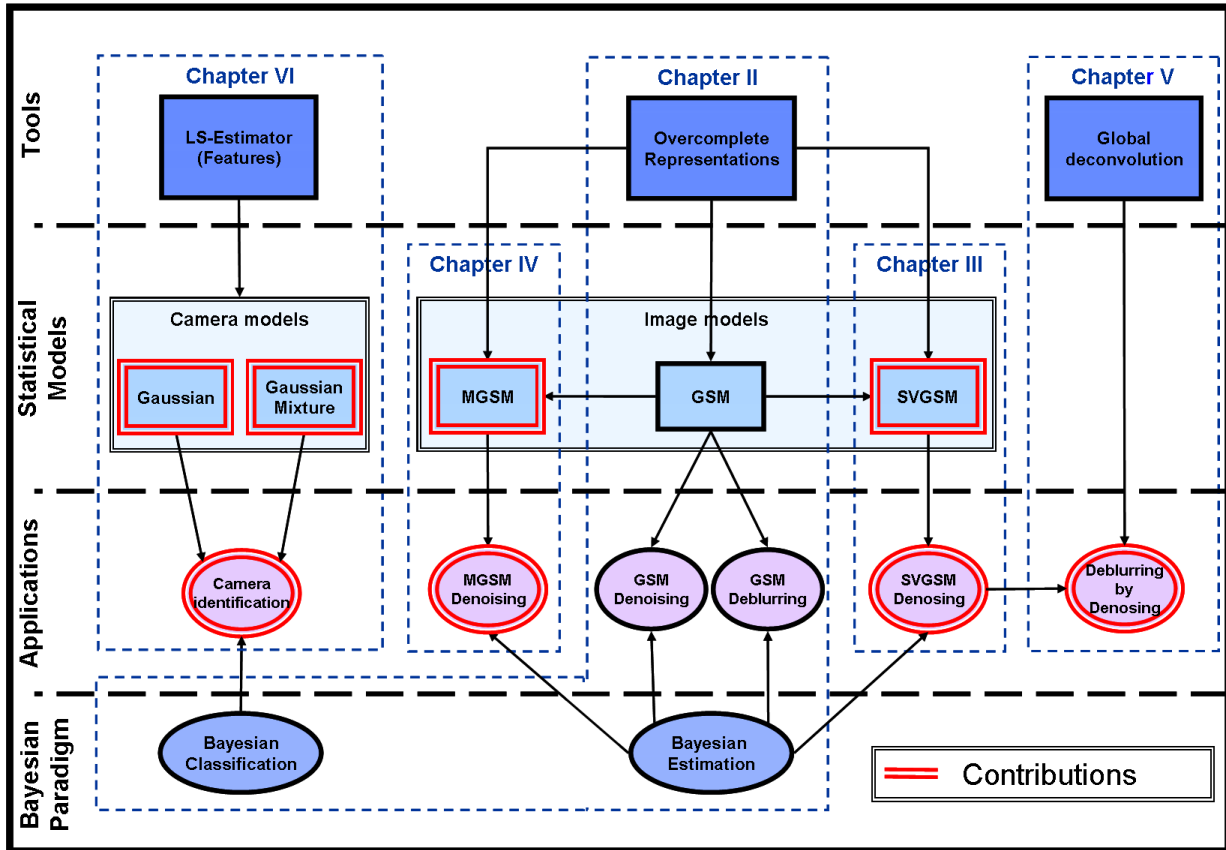 Tools
Chapter VI
Chapter II
Chapter V
LS-Estimator
(Features)
Overcomplete
Representations
Global
deconvolution
Statistical
Models
Chapter IV
Chapter III
Camera models
Image models
Gaussian
Gaussian
Mixture
MGSM
GSM
SVGSM
Applications
Camera
identification
MGSM
Denoising
GSM
Denoising
GSM
Deblurring
SVGSM
Denosing
Deblurring
by
Denosing
Bayesian
Paradigm
Bayesian
Classification
Bayesian
Estimation
Contributions